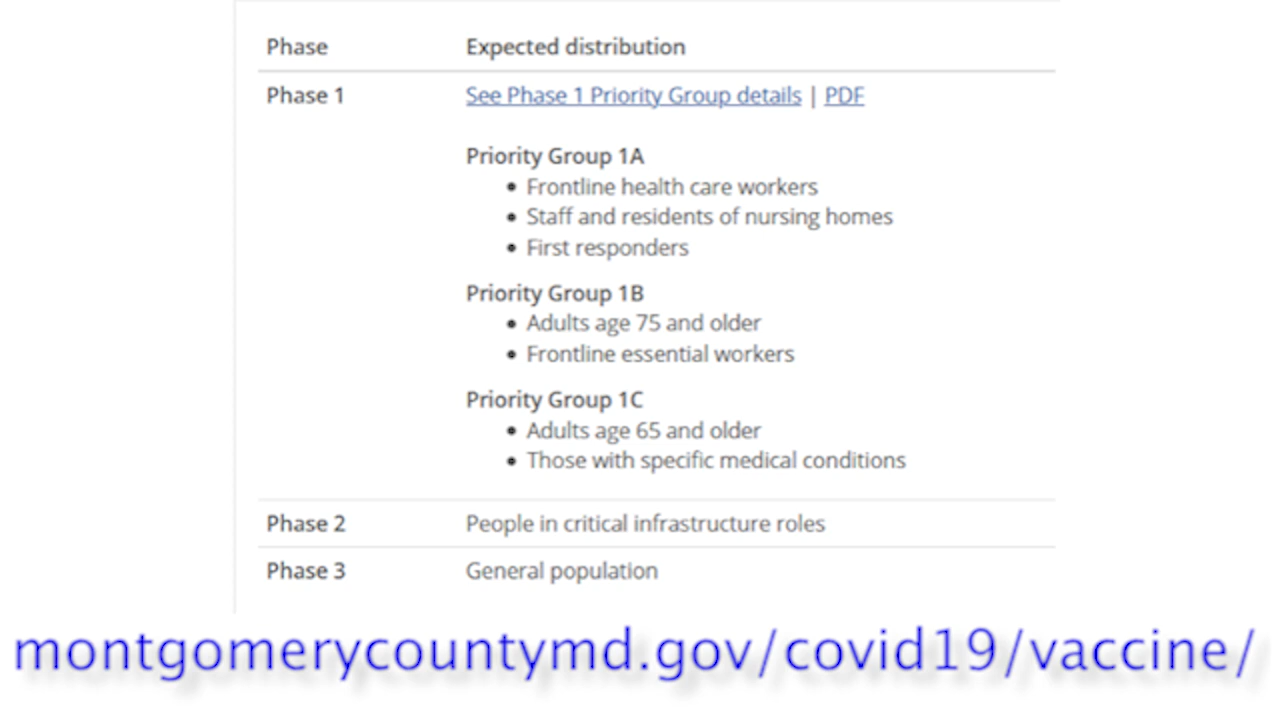 Phase Expected distribution
Phase 1 See Phase 1 Priority Group details | PDF
Priority Group 1A
• Frontline health care workers
• Staff and residents of nursing homes
• First responders
Priority Group 1B
• Adults age 75 and older
• Frontline essential workers
Priority Group 1C
• Adults age 65 and older
• Those with specific medical conditions
Phase 2 People in critical infrastructure roles
Phase 3 General population
montgomerycountymd.gov/covid19/vaccine/